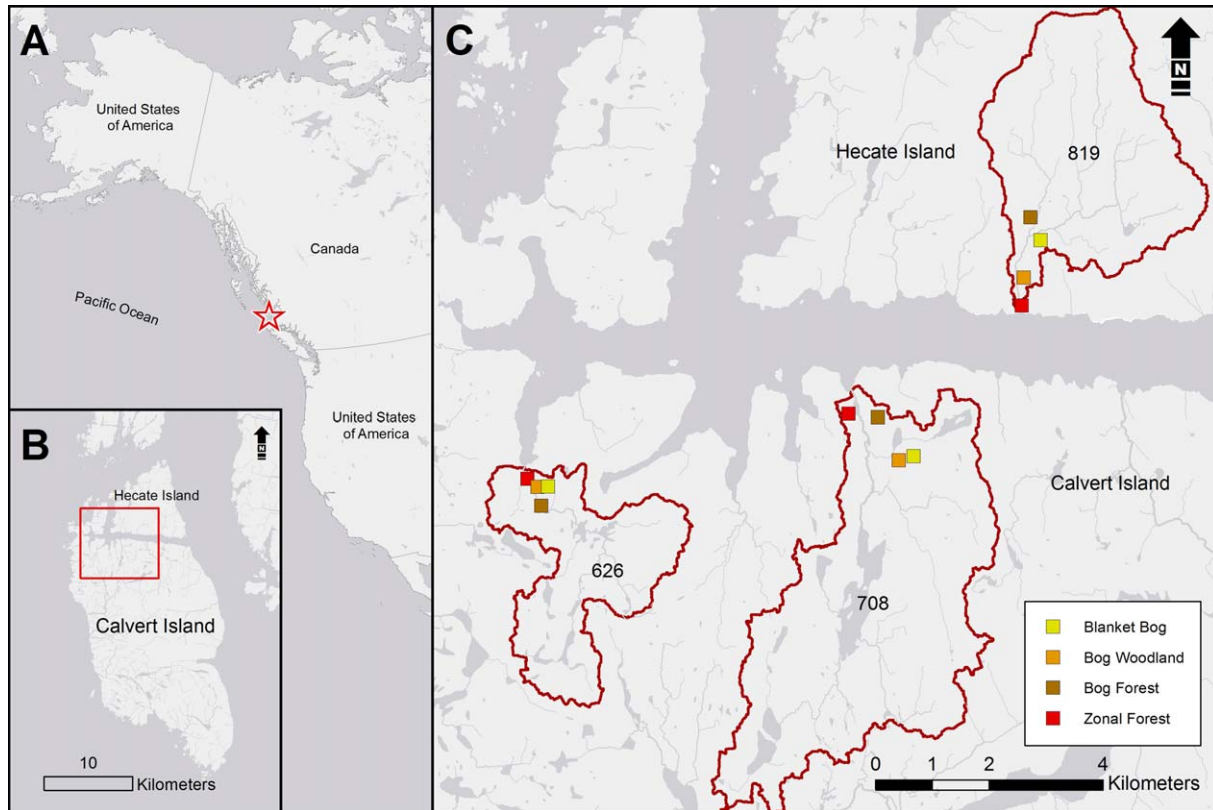 A
United States
of America
Canada
Pacific Ocean
United States
of America
B
N
Hecate Island
Calvert Island
10
Kilometers
C
N
Hecate Island
819
Calvert Island
626
708
Blanket Bog
Bog Woodland
Bog Forest
Zonal Forest
0 1 2 4
Kilometers